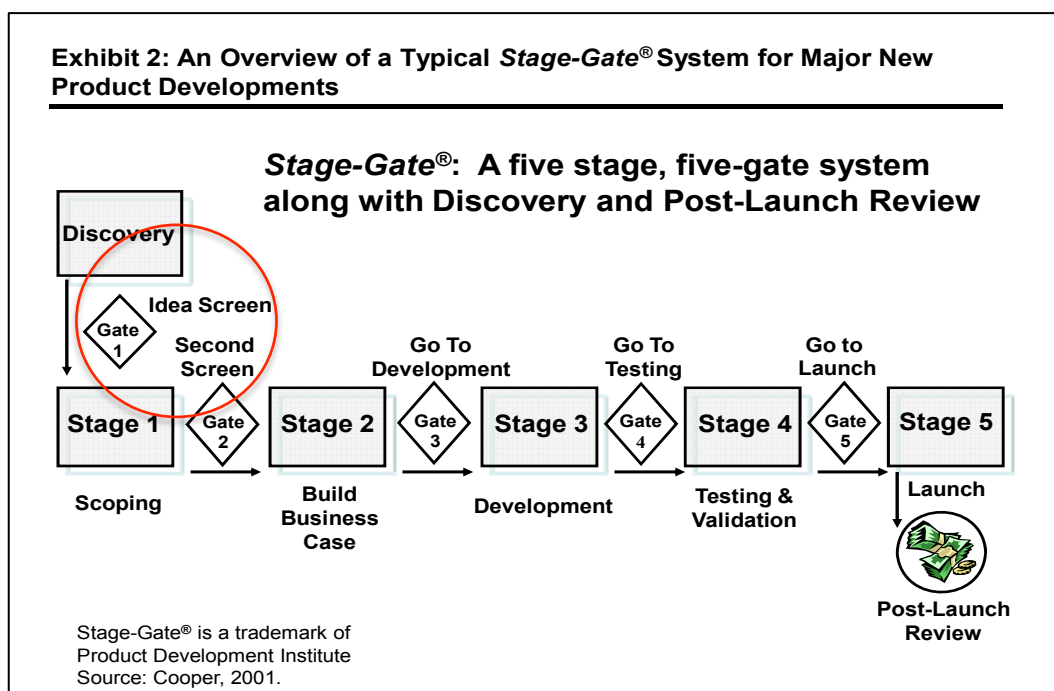 Exhibit 2: An Overview of a Typical Stage-Gate® System for Major New
Product Developments
Stage-Gate®: A five stage, five-gate system
along with Discovery and Post-Launch Review
Discovery
Idea Screen
Gate
1
Second
Screen
Go To
Development
Go To
Testing
Go to
Launch
Stage 1
Gate
2
Stage 2
Gate
3
Stage 3
Gate
4
Stage 4
Gate
5
Stage 5
Scoping
Build
Business
Case
Development
Testing &
Validation
Launch
Post-Launch
Review
Stage-Gate® is a trademark of
Product Development Institute
Source: Cooper, 2001.